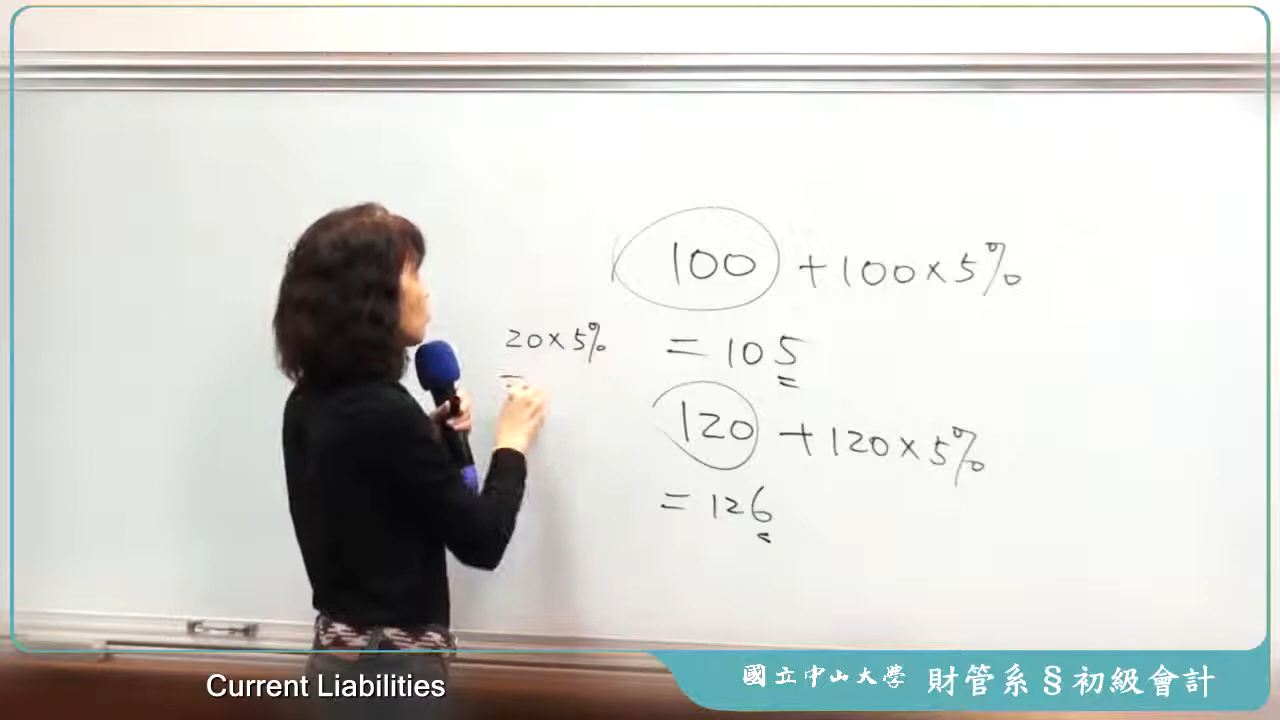 100 + 100 × 5%
= 105
20 × 5%
=
120 + 120 × 5%
= 126
Current Liabilities
國立中山大學 財管系§初級會計